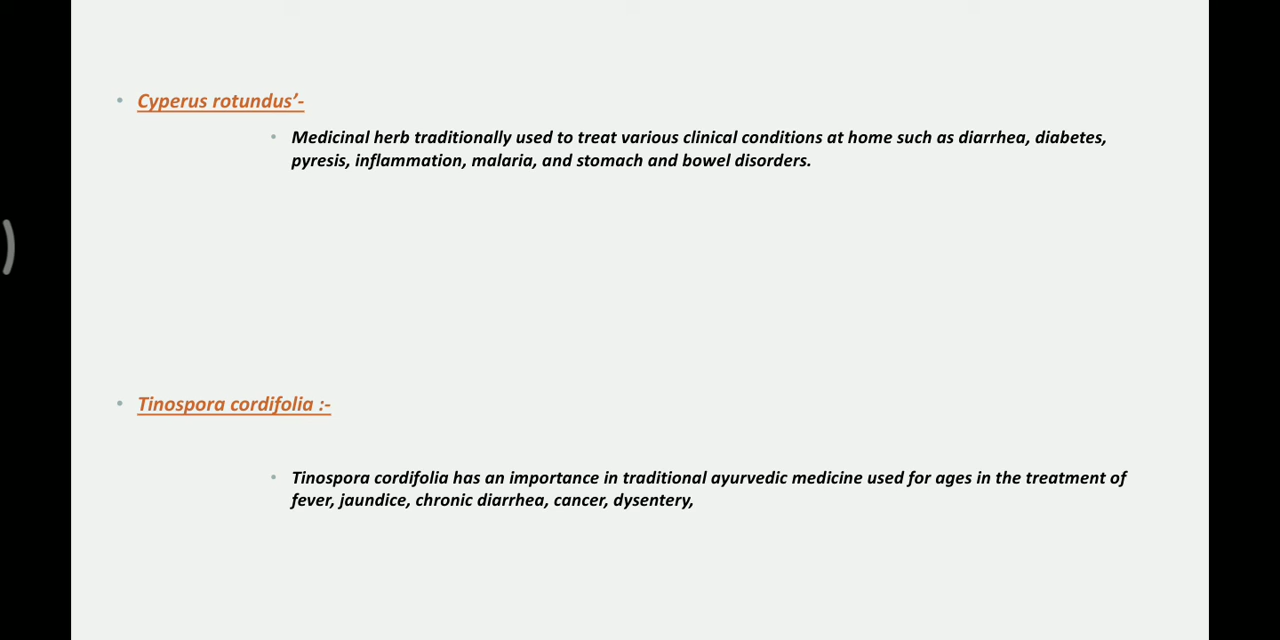 • Cyperus rotundus’-
• Medicinal herb traditionally used to treat various clinical conditions at home such as diarrhea, diabetes,
pyresis, inflammation, malaria, and stomach and bowel disorders.
• Tinospora cordifolia :-
• Tinospora cordifolia has an importance in traditional ayurvedic medicine used for ages in the treatment of
fever, jaundice, chronic diarrhea, cancer, dysentery,